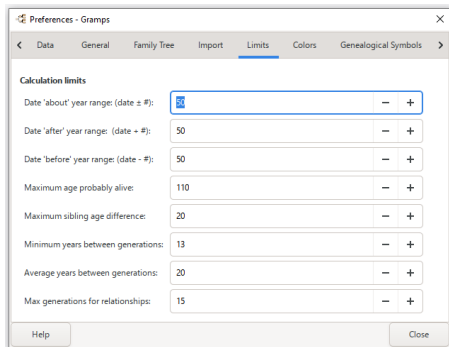 Preferences - Gramps
Data General Family Tree Import Limits Colors Genealogical Symbols
Calculation limits
Date 'about' year range: (date ± #): 50
Date 'after' year range: (date + #): 50
Date 'before' year range: (date - #): 50
Maximum age probably alive: 110
Maximum sibling age difference: 20
Minimum years between generations: 13
Average years between generations: 20
Max generations for relationships: 15
Help Close